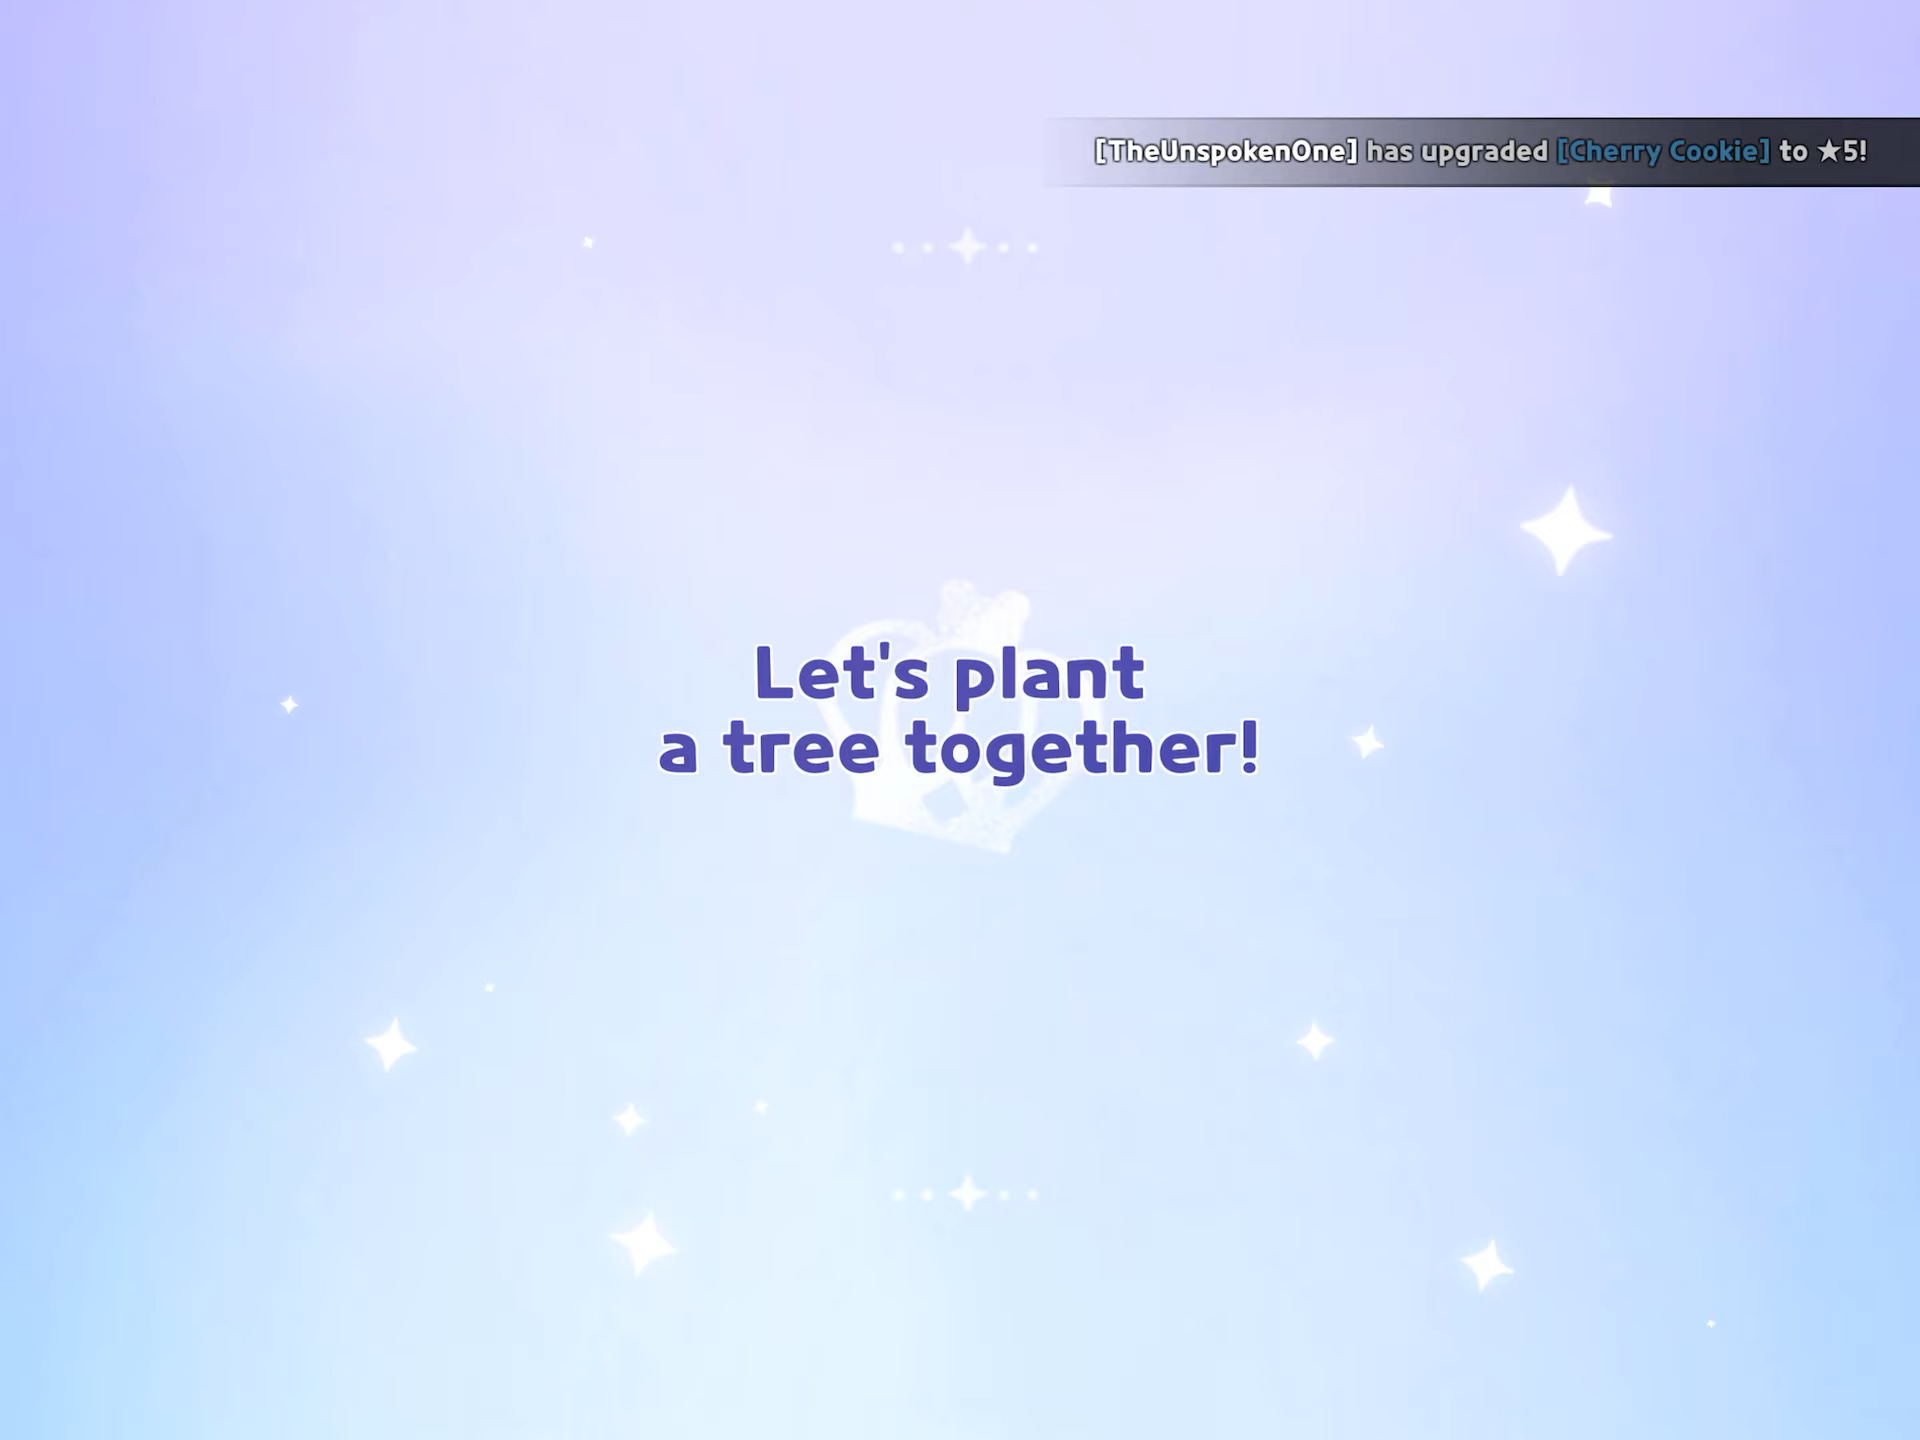 [TheUnspokenOne] has upgraded [Cherry Cookie] to ★5!
Let's plant
a tree together!